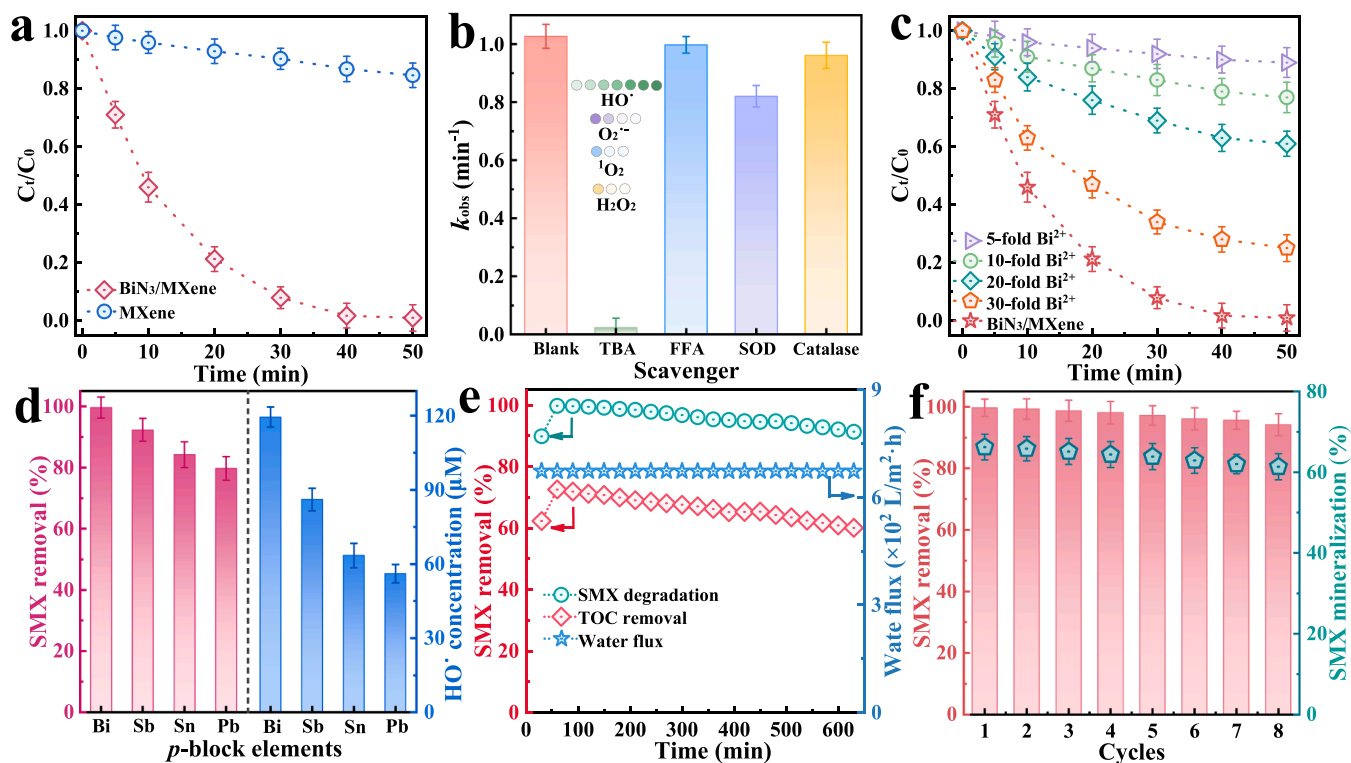 a
1.0
0.8
0.6
0.4
0.2
0.0
Ct/C0
BiN3/MXene
MXene
0 10 20 30 40 50
Time (min)
b
1.0
0.8
0.6
0.4
0.2
0.0
kobs (min⁻¹)
HO•
O2•−
¹O2
H2O2
Blank TBA FFA SOD Catalase
Scavenger
c
1.0
0.8
0.6
0.4
0.2
0.0
Ct/C0
5-fold Bi²⁺
10-fold Bi²⁺
20-fold Bi²⁺
30-fold Bi²⁺
BiN3/MXene
0 10 20 30 40 50
Time (min)
d
100
80
60
40
20
0
SMX removal (%)
120
90
60
30
0
HO• concentration (μM)
Bi Sb Sn Pb Bi Sb Sn Pb
p-block elements
e
100
80
60
40
20
0
SMX removal (%)
9
6
3
0
Wate flux (×10² L/m²·h)
SMX degradation
TOC removal
Water flux
0 100 200 300 400 500 600
Time (min)
f
100
80
60
40
20
0
SMX removal (%)
80
60
40
20
0
SMX mineralization (%)
1 2 3 4 5 6 7 8
Cycles